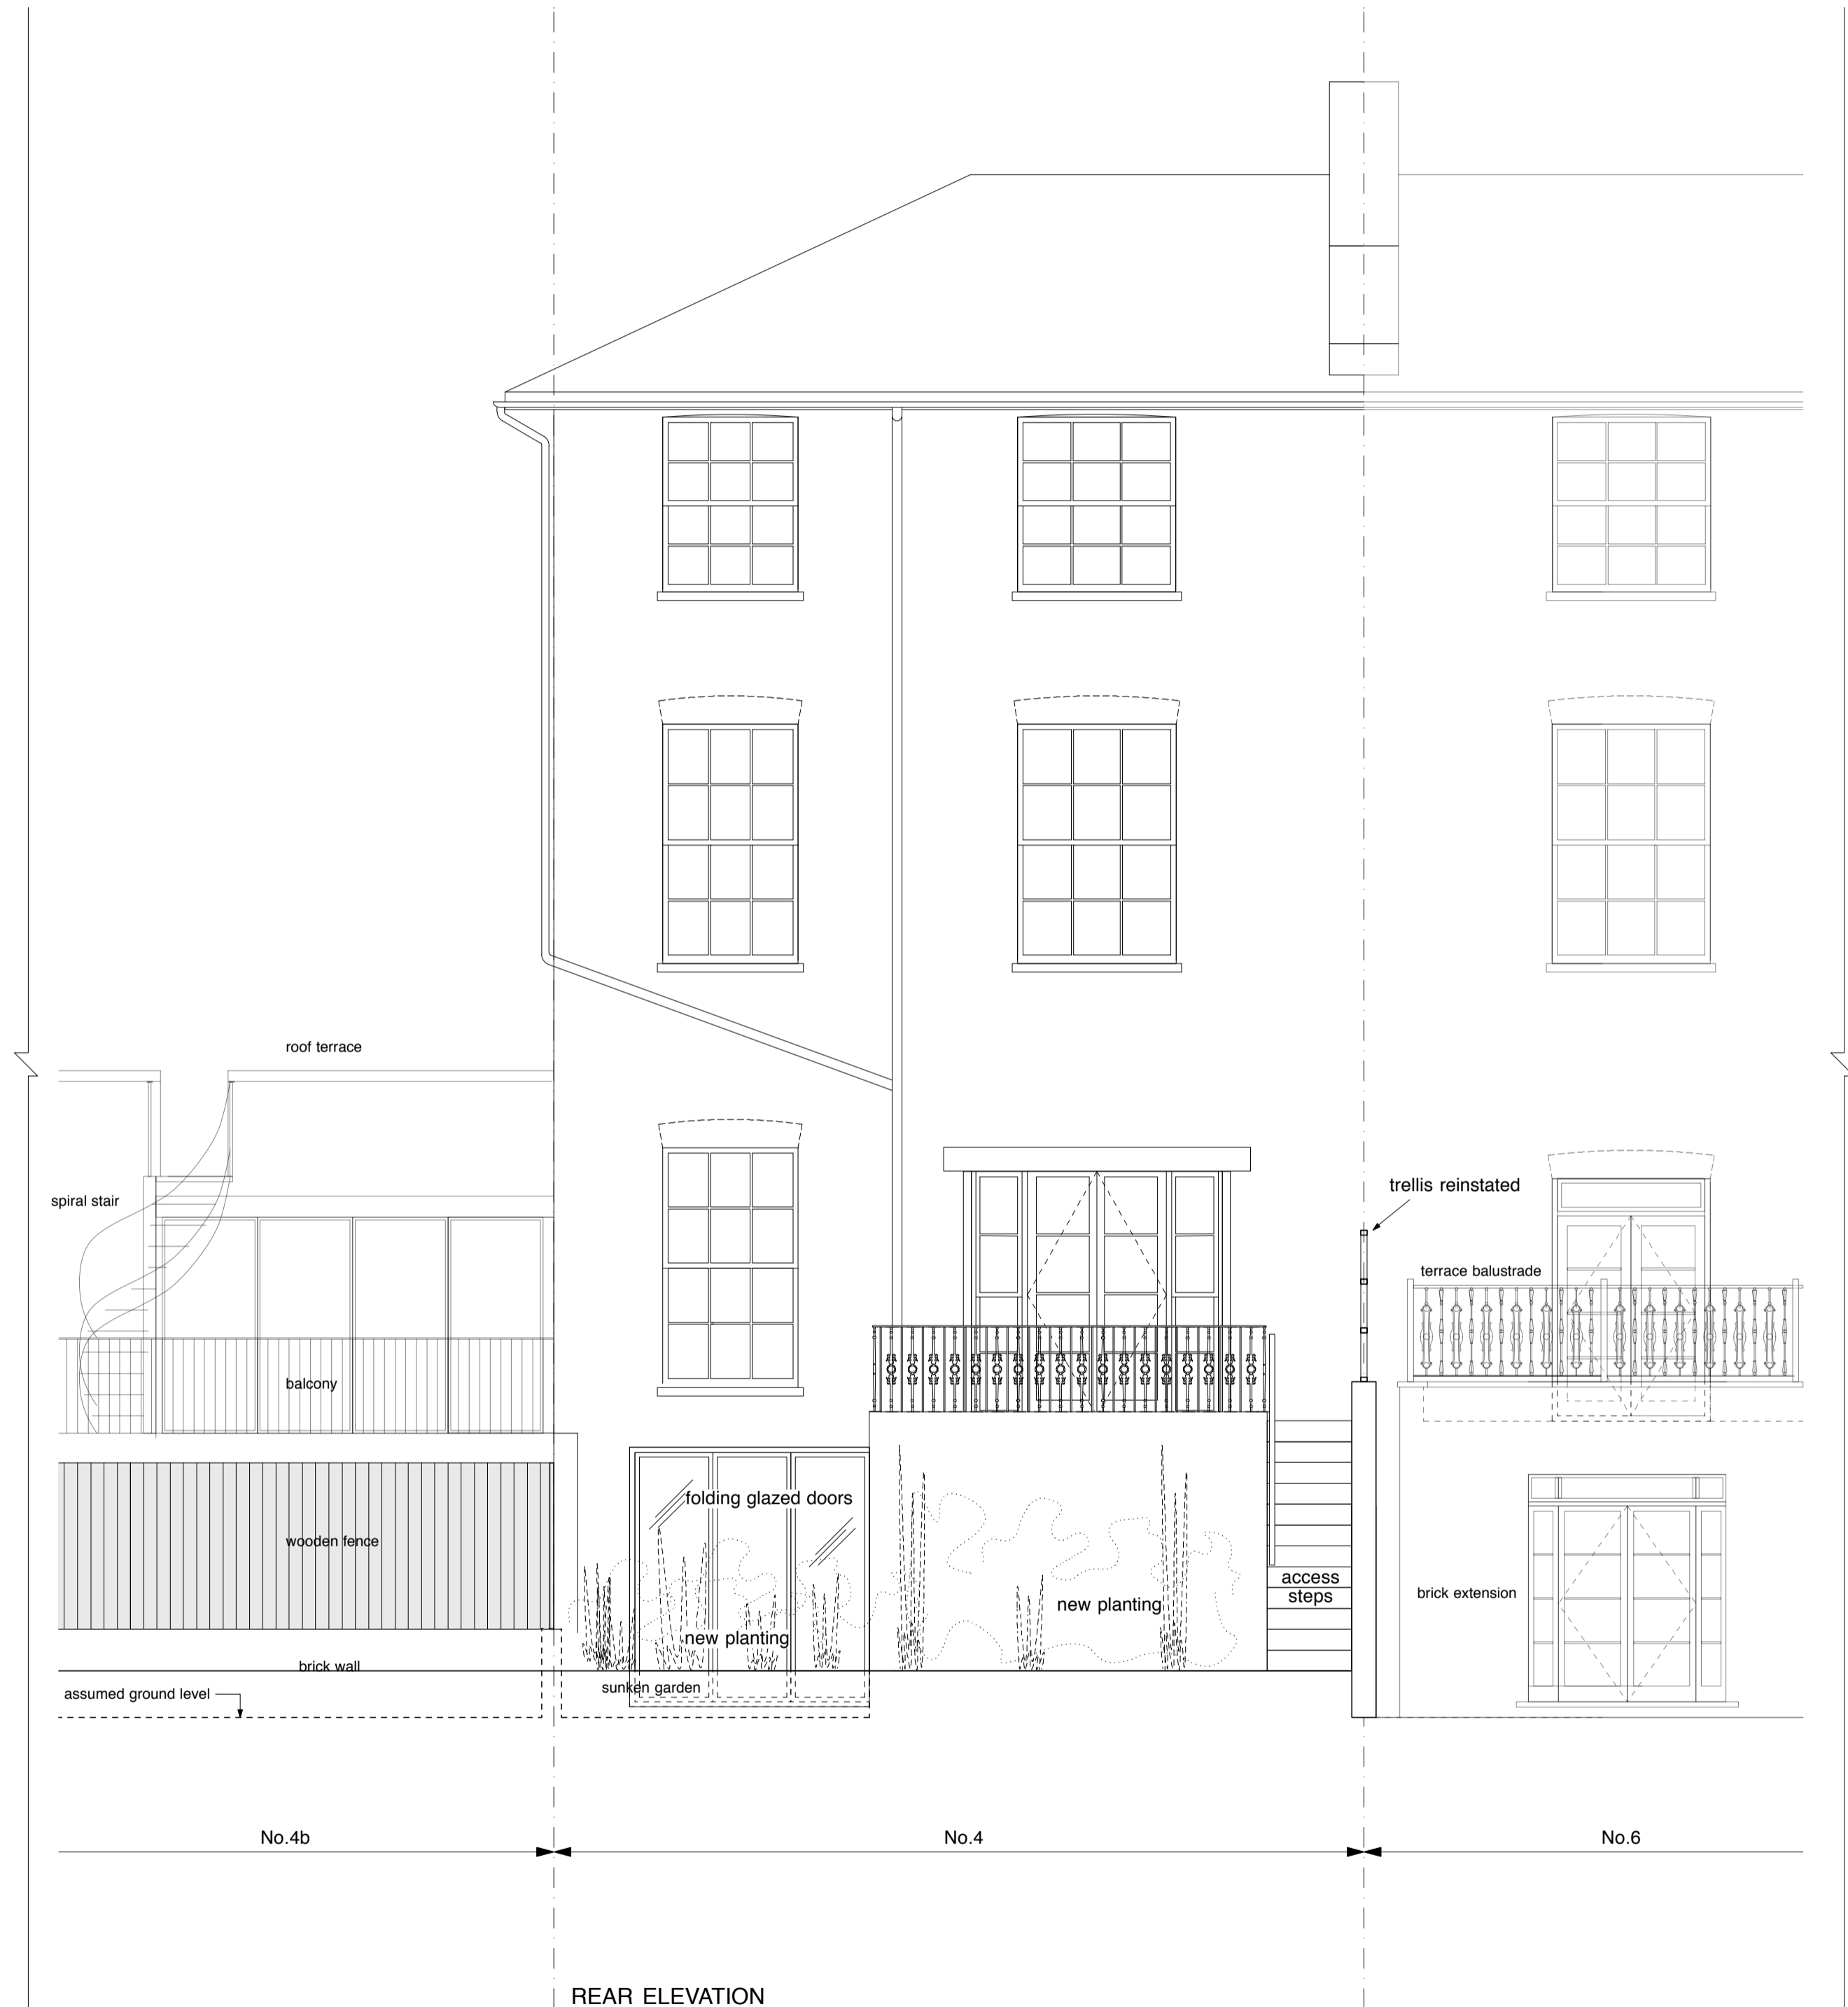 roof terrace
spiral stair
trellis reinstated
terrace balustrade
balcony
folding glazed doors
wooden fence
access
steps
brick extension
new planting
new planting
brick wall
sunken garden
assumed ground level
No.4b
No.4
No.6
REAR ELEVATION